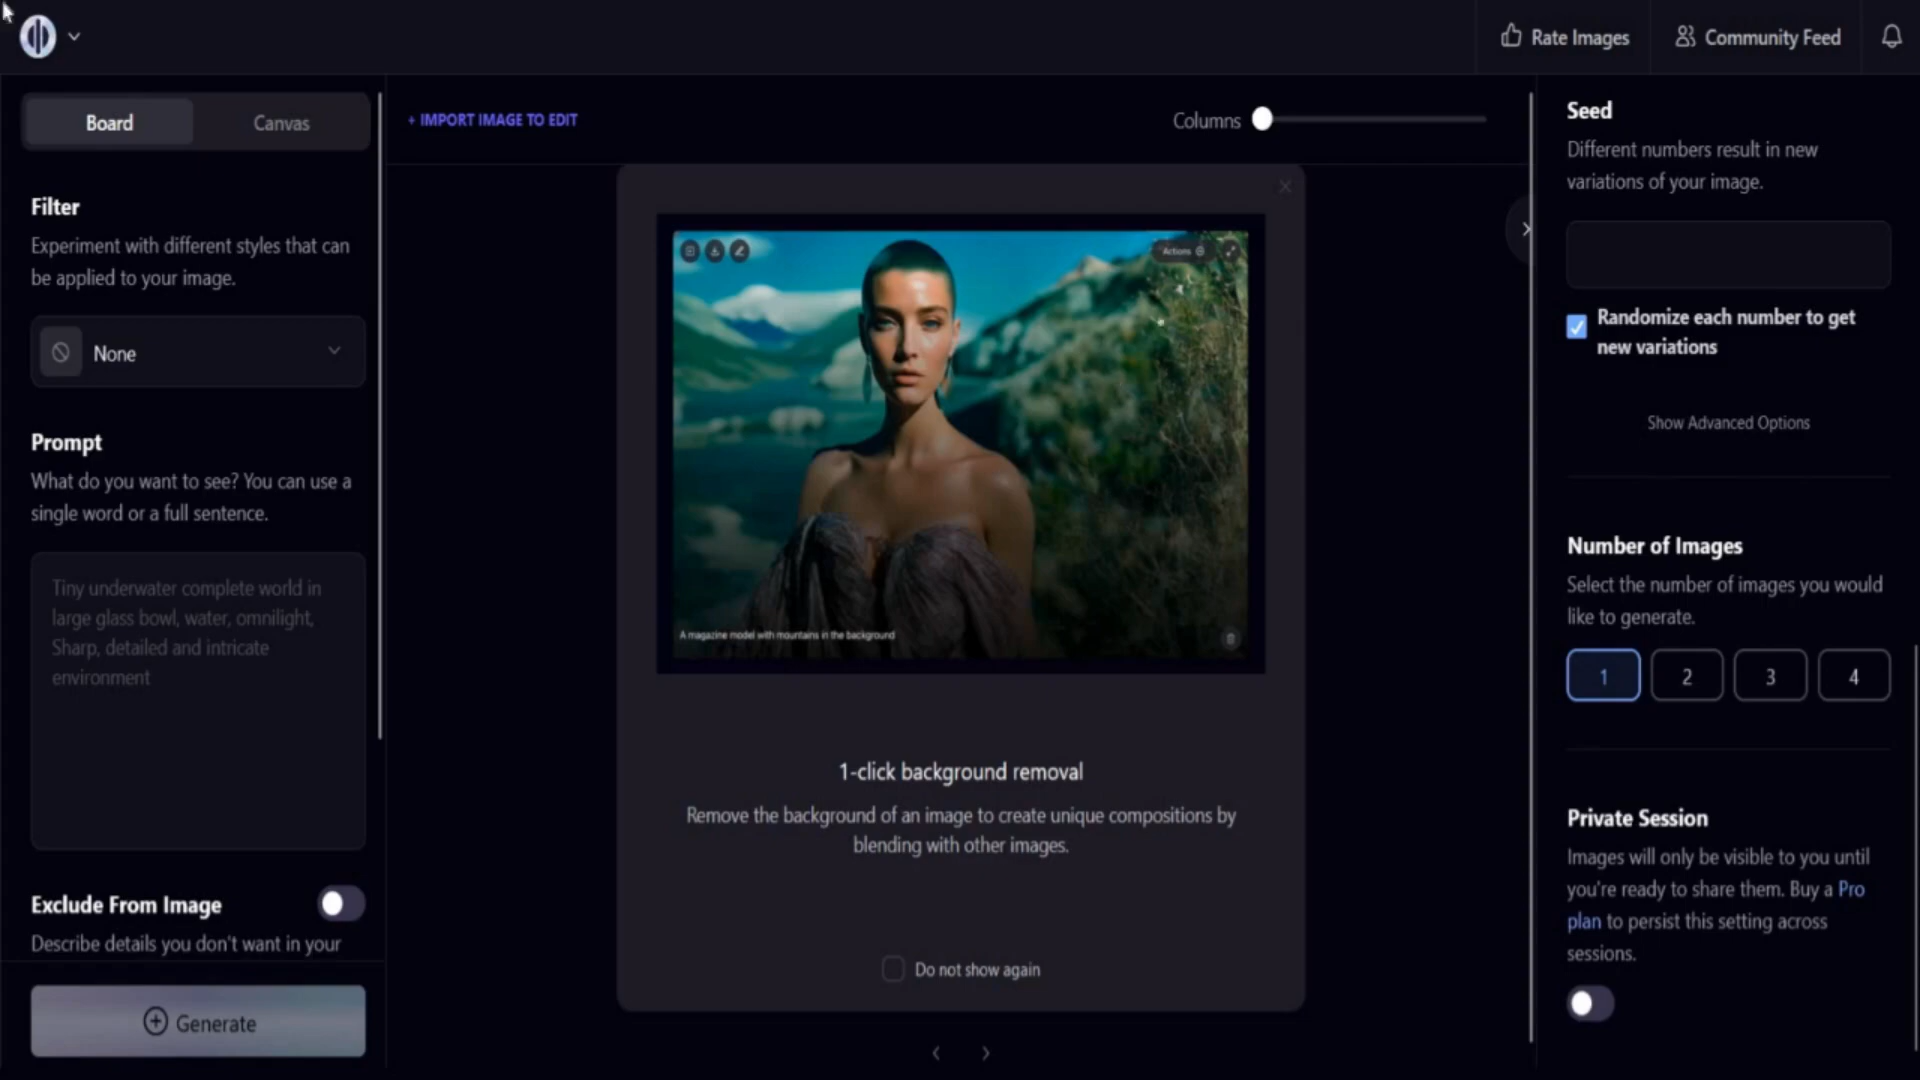 Rate Images
Community Feed
Board
Canvas
Filter
Experiment with different styles that can
be applied to your image.
None
Prompt
What do you want to see? You can use a
single word or a full sentence.
Tiny underwater complete world in
large glass bowl, water, omnilight,
Sharp, detailed and intricate
environment
Exclude From Image
Describe details you don't want in your
Generate
+ IMPORT IMAGE TO EDIT
Columns
Actions
A magazine model with mountains in the background
1-click background removal
Remove the background of an image to create unique compositions by
blending with other images.
Do not show again
Seed
Different numbers result in new
variations of your image.
Randomize each number to get
new variations
Show Advanced Options
Number of Images
Select the number of images you would
like to generate.
1
2
3
4
Private Session
Images will only be visible to you until
you're ready to share them. Buy a Pro
plan to persist this setting across
sessions.